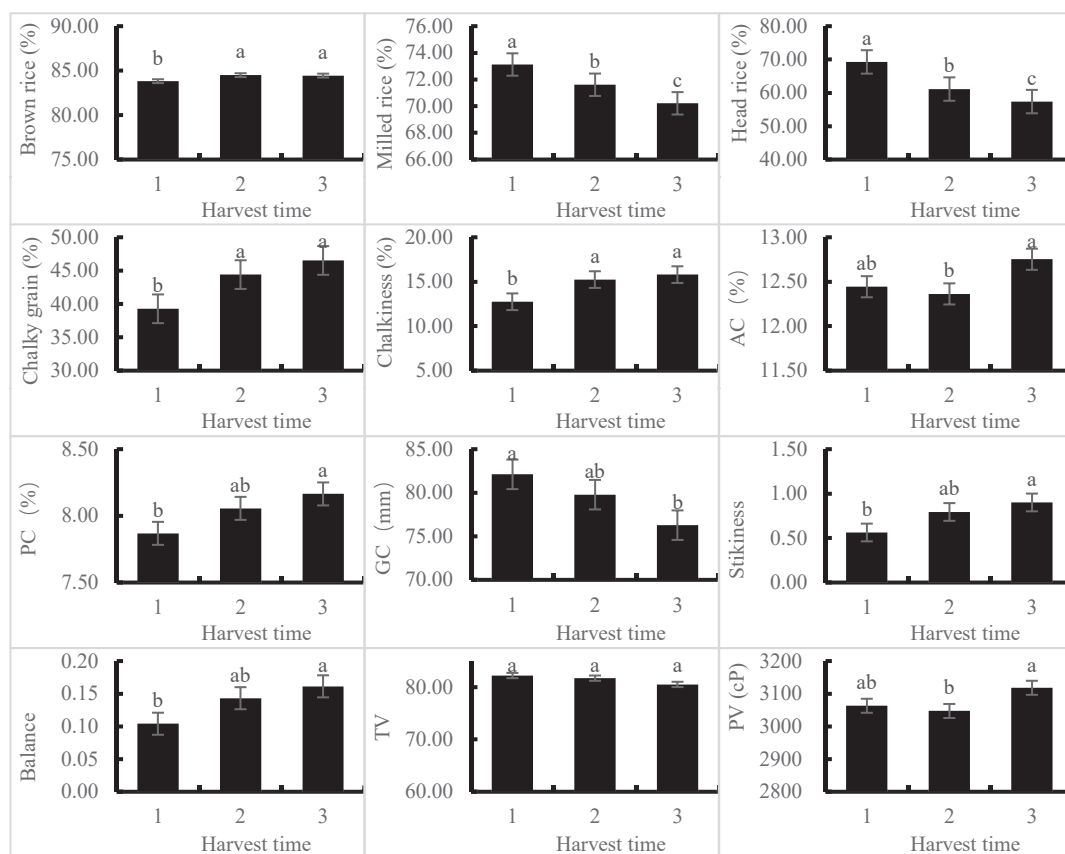 Brown rice (%)
90.00
85.00
80.00
75.00
b
a
a
1
2
3
Harvest time
Milled rice (%)
76.00
74.00
72.00
70.00
68.00
66.00
a
b
c
1
2
3
Harvest time
Head rice (%)
80.00
70.00
60.00
50.00
40.00
a
b
c
1
2
3
Harvest time
Chalky grain (%)
50.00
45.00
40.00
35.00
30.00
b
a
a
1
2
3
Harvest time
Chalkiness (%)
20.00
15.00
10.00
5.00
b
a
a
1
2
3
Harvest time
AC (%)
13.00
12.50
12.00
11.50
ab
b
a
1
2
3
Harvest time
PC (%)
8.50
8.00
7.50
b
ab
a
1
2
3
Harvest time
GC (mm)
85.00
80.00
75.00
70.00
a
ab
b
1
2
3
Harvest time
Stikiness
1.50
1.00
0.50
0.00
b
ab
a
1
2
3
Harvest time
Balance
0.20
0.15
0.10
0.05
0.00
b
ab
a
1
2
3
Harvest time
TV
80.00
70.00
60.00
a
a
a
1
2
3
Harvest time
PV (cP)
3200
3100
3000
2900
2800
ab
b
a
1
2
3
Harvest time